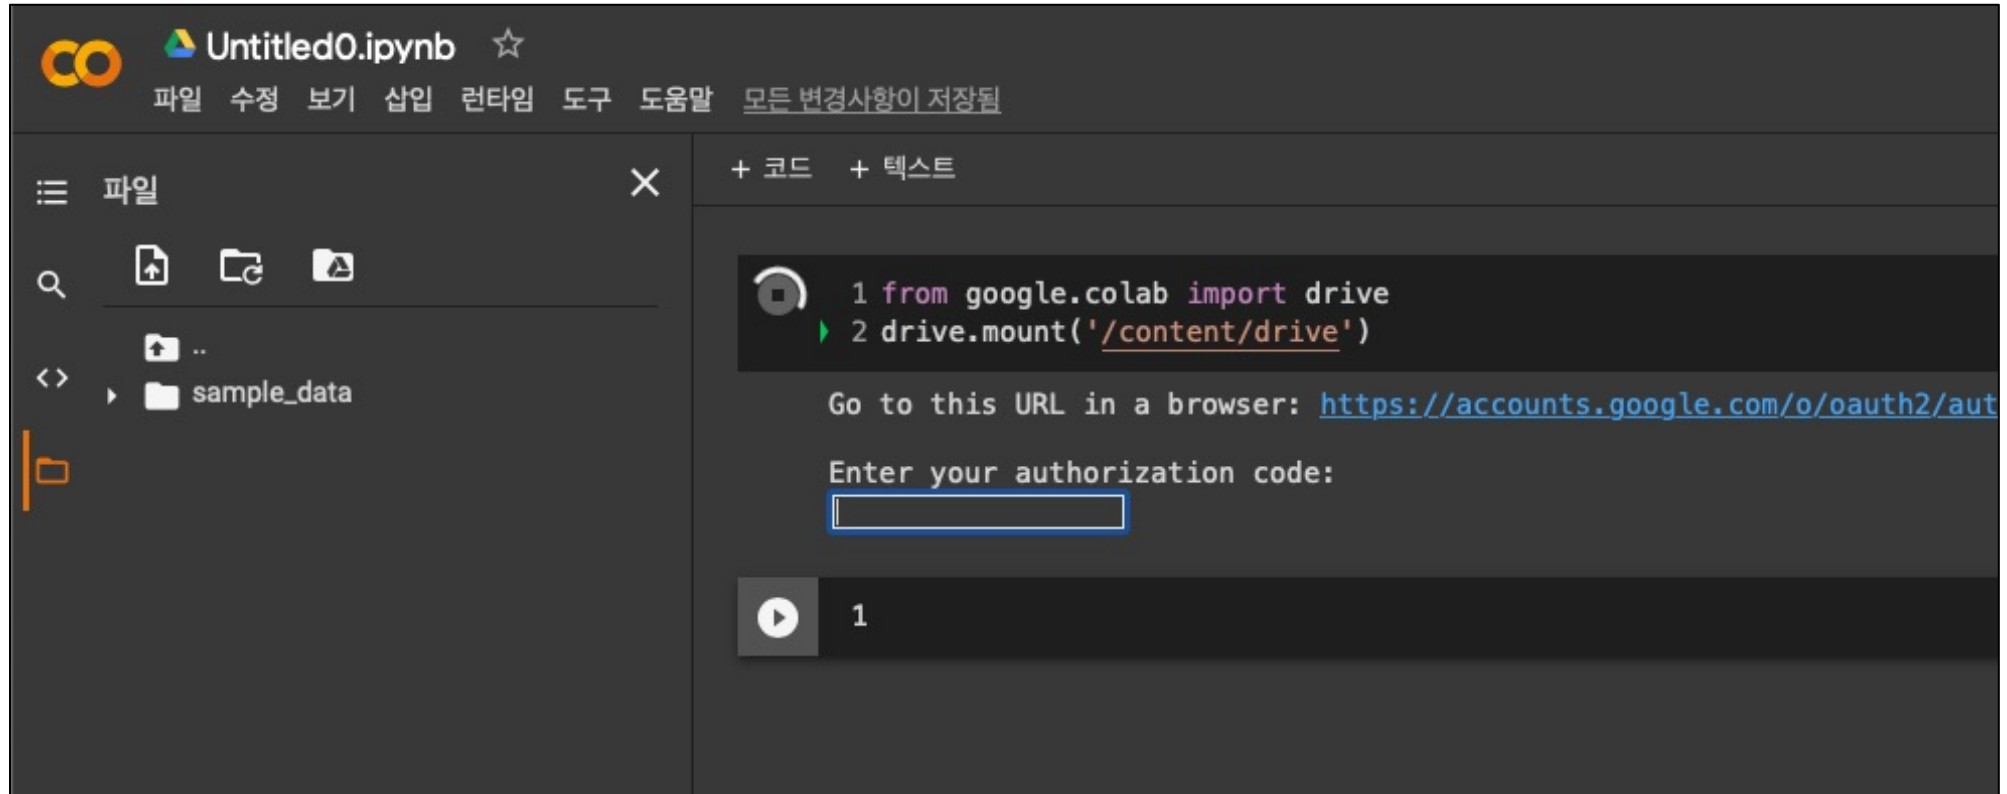 Untitled0.ipynb
파일 수정 보기 삽입 런타임 도구 도움말 모든 변경사항이 저장됨
파일
..
sample_data
+ 코드 + 텍스트
1 from google.colab import drive
2 drive.mount('/content/drive')
Go to this URL in a browser: https://accounts.google.com/o/oauth2/aut
Enter your authorization code:
1